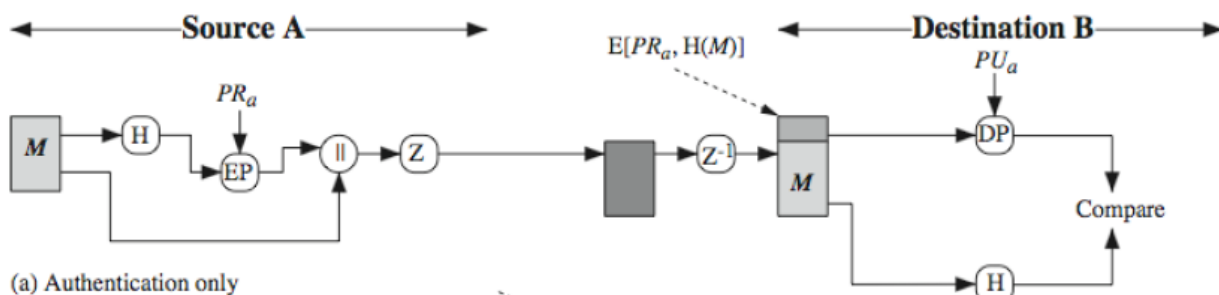 Source A
Destination B
E[PRa, H(M)]
PUa
PRa
M
H
EP
||
Z
Z-1
DP
M
Compare
H
(a) Authentication only